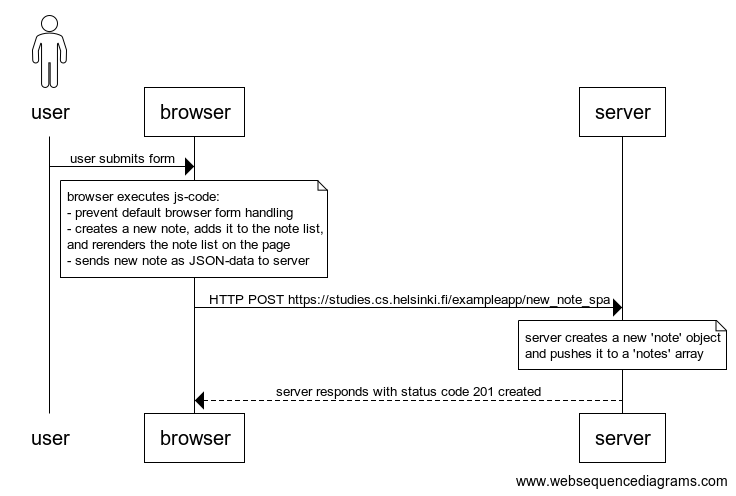 user
browser
server
user submits form
browser executes js-code:
- prevent default browser form handling
- creates a new note, adds it to the note list,
and rerenders the note list on the page
- sends new note as JSON-data to server
HTTP POST https://studies.cs.helsinki.fi/exampleapp/new_note_spa
server creates a new 'note' object
and pushes it to a 'notes' array
server responds with status code 201 created
user
browser
server
www.websequencediagrams.com